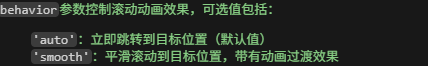 behavior参数控制滚动动画效果，可选值包括：
'auto'：立即跳转到目标位置（默认值）
'smooth'：平滑滚动到目标位置，带有动画过渡效果